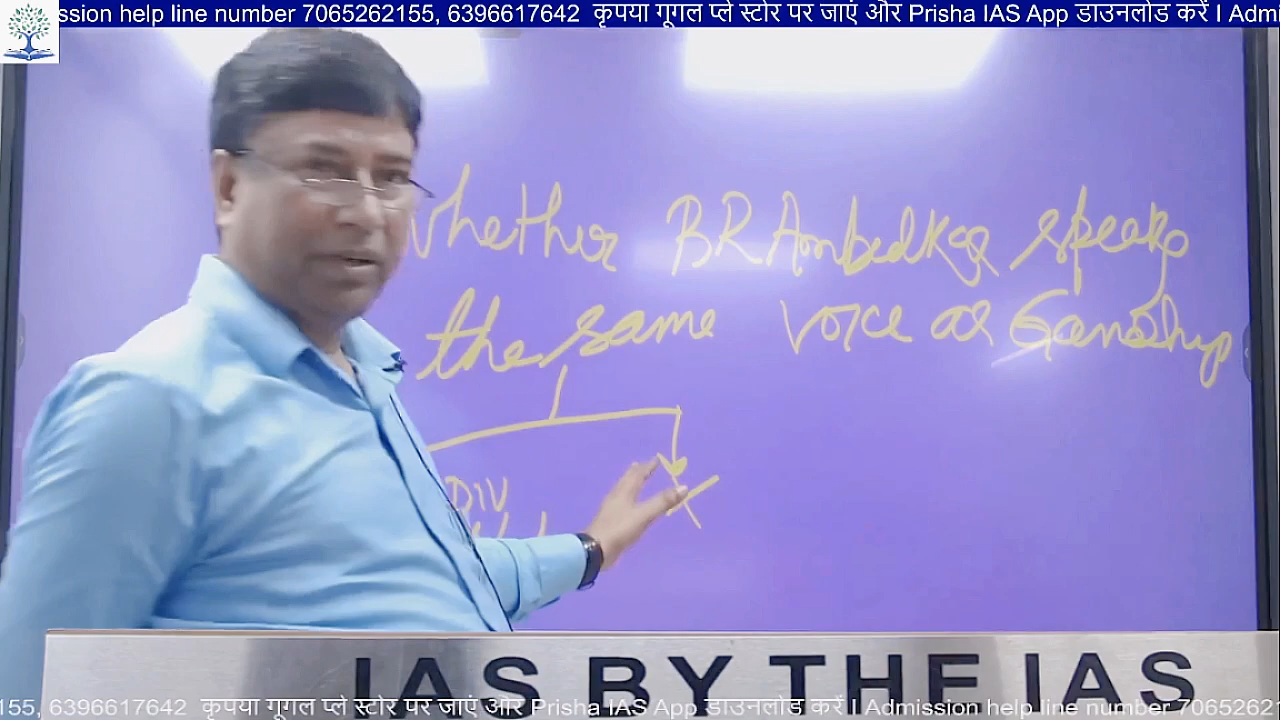 ssion help line number 7065262155, 6396617642 कृपया गूगल प्ले स्टोर पर जाएं और Prisha IAS App डाउनलोड करें I Admi
Whether BR Ambedkar speaks
the same voice as Gandhiji
DIV
IAS BY THE IAS
155, 6396617642 कृपया गूगल प्ले स्टोर पर जाएं और Prisha IAS App डाउनलोड करें I Admission help line number 7065262